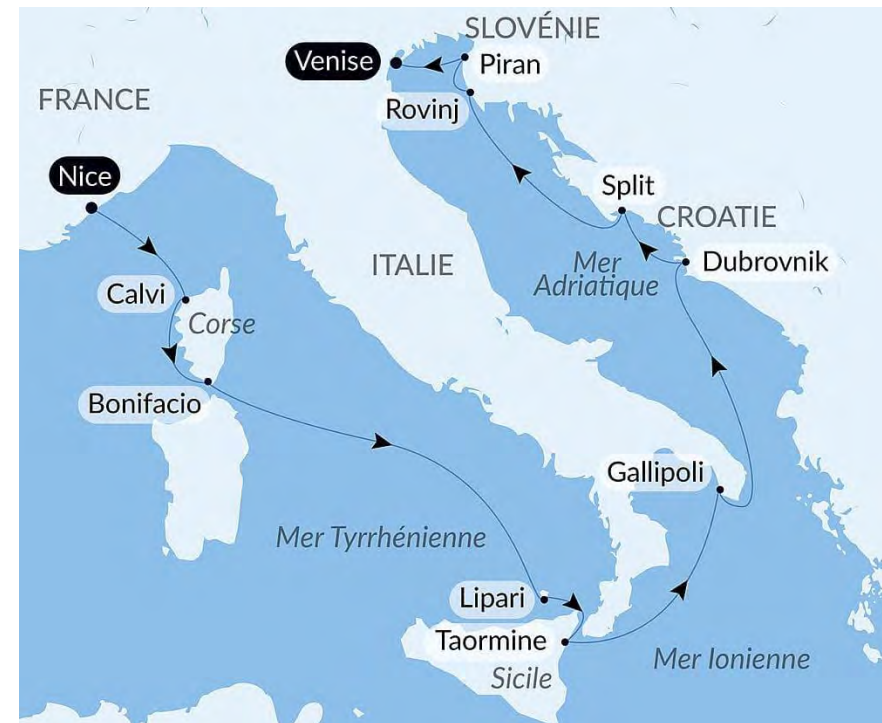 SLOVÉNIE
Venise
Piran
FRANCE
Rovinj
Nice
Split
CROATIE
ITALIE
Mer
Adriatique
Dubrovnik
Calvi
Corse
Bonifacio
Gallipoli
Mer Tyrrhénienne
Lipari
Taormine
Mer Ionienne
Sicile